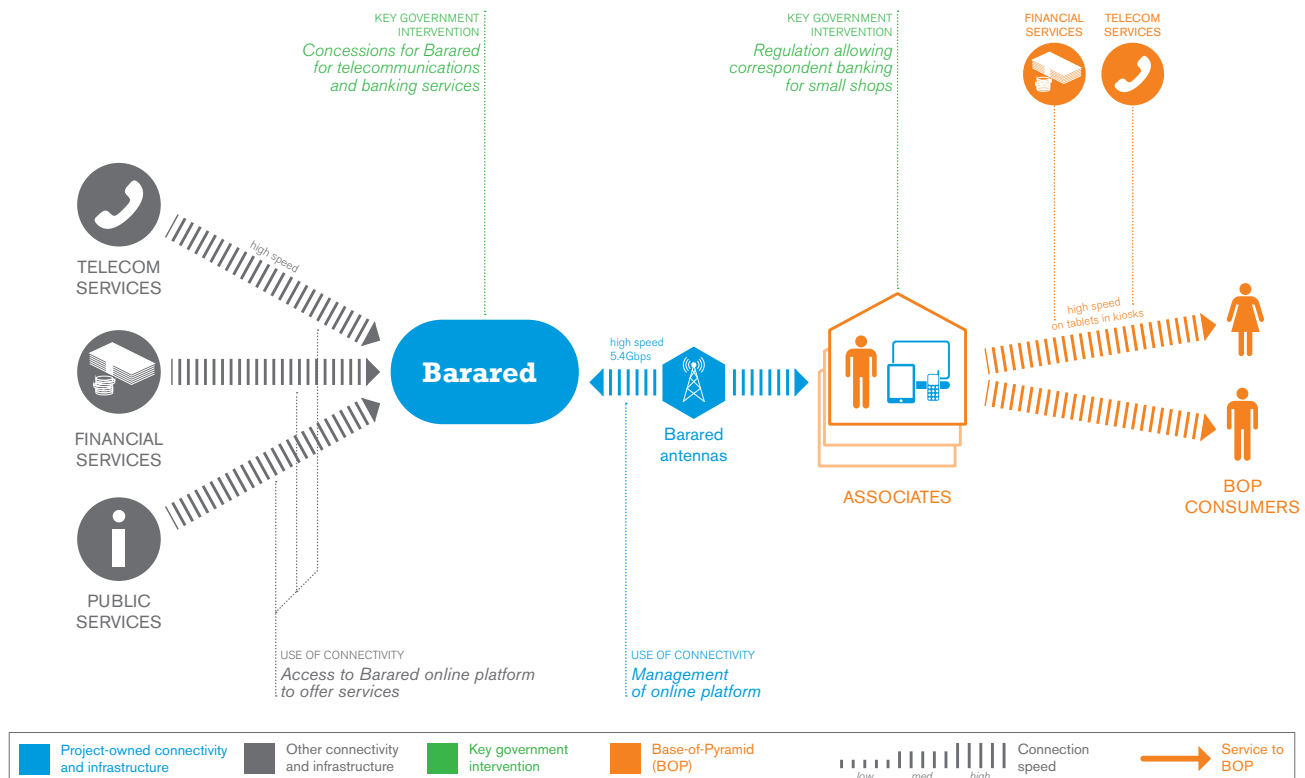 KEY GOVERNMENT
INTERVENTION
Concessions for Barared
for telecommunications
and banking services
KEY GOVERNMENT
INTERVENTION
Regulation allowing
correspondent banking
for small shops
FINANCIAL
SERVICES
TELECOM
SERVICES
TELECOM
SERVICES
high speed
FINANCIAL
SERVICES
PUBLIC
SERVICES
Barared
high speed
5.4Gbps
Barared
antennas
ASSOCIATES
high speed
on tablets in kiosks
BOP
CONSUMERS
USE OF CONNECTIVITY
Access to Barared online platform
to offer services
USE OF CONNECTIVITY
Management
of online platform
Project-owned connectivity
and infrastructure
Other connectivity
and infrastructure
Key government
intervention
Base-of-Pyramid
(BOP)
low med high
Connection
speed
Service to
BOP